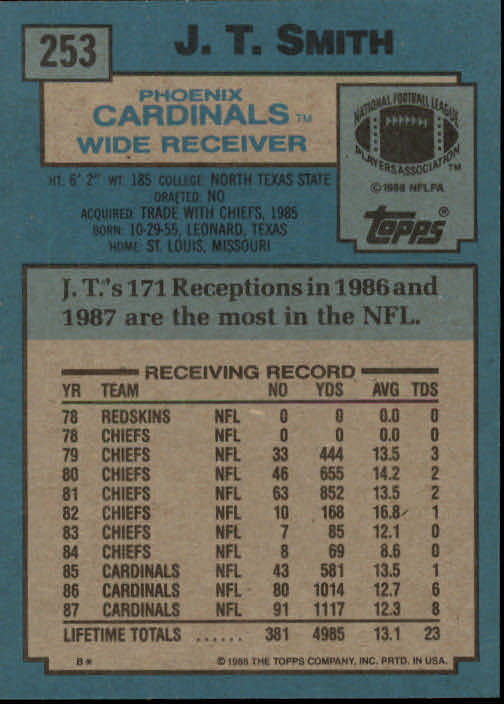 253
J. T. SMITH
PHOENIX
CARDINALS™
WIDE RECEIVER
NATIONAL FOOTBALL LEAGUE
PLAYERS ASSOCIATION™
©1988 NFLPA
topps®
HT. 6' 2" WT. 185 COLLEGE: NORTH TEXAS STATE
DRAFTED: NO
ACQUIRED: TRADE WITH CHIEFS, 1985
BORN: 10-29-55, LEONARD, TEXAS
HOME: ST. LOUIS, MISSOURI
J. T.'s 171 Receptions in 1986 and
1987 are the most in the NFL.
RECEIVING RECORD
YR TEAM NO YDS AVG TDS
78 REDSKINS NFL 0 0 0.0 0
78 CHIEFS NFL 0 0 0.0 0
79 CHIEFS NFL 33 444 13.5 3
80 CHIEFS NFL 46 655 14.2 2
81 CHIEFS NFL 63 852 13.5 2
82 CHIEFS NFL 10 168 16.8 1
83 CHIEFS NFL 7 85 12.1 0
84 CHIEFS NFL 8 69 8.6 0
85 CARDINALS NFL 43 581 13.5 1
86 CARDINALS NFL 80 1014 12.7 6
87 CARDINALS NFL 91 1117 12.3 8
LIFETIME TOTALS ...... 381 4985 13.1 23
B* ©1988 THE TOPPS COMPANY, INC. PRTD. IN USA.